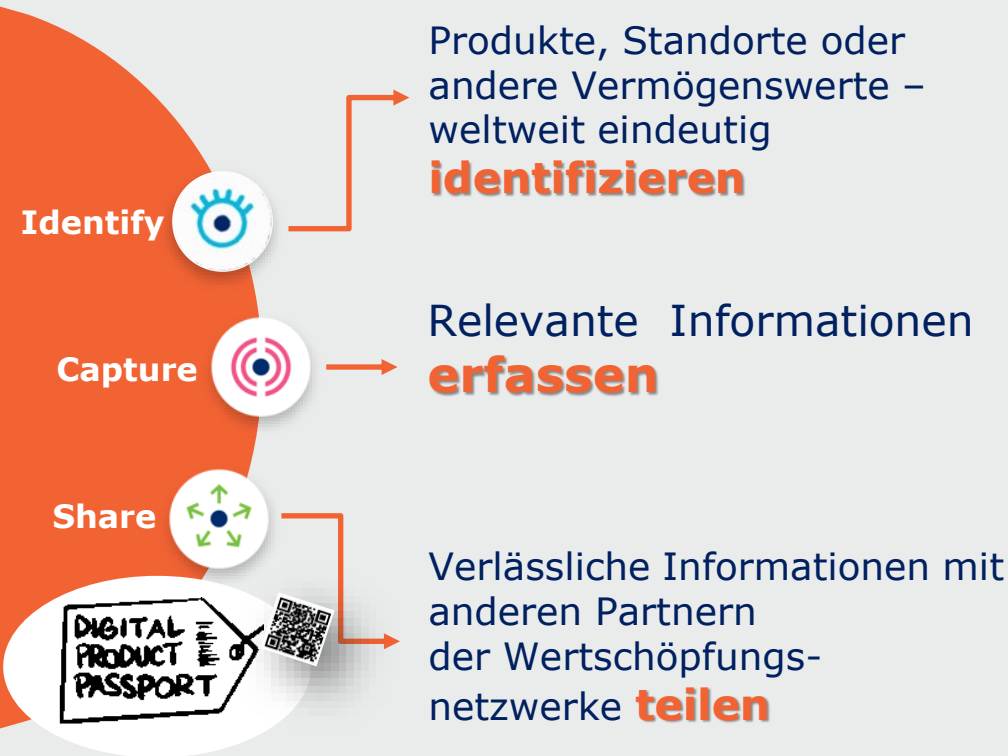 Produkte, Standorte oder
andere Vermögenswerte –
weltweit eindeutig
identifizieren
Identify
Relevante Informationen
erfassen
Capture
Share
Verlässliche Informationen mit
anderen Partnern
der Wertschöpfungs-
netzwerke teilen
DIGITAL
PRODUCT
PASSPORT